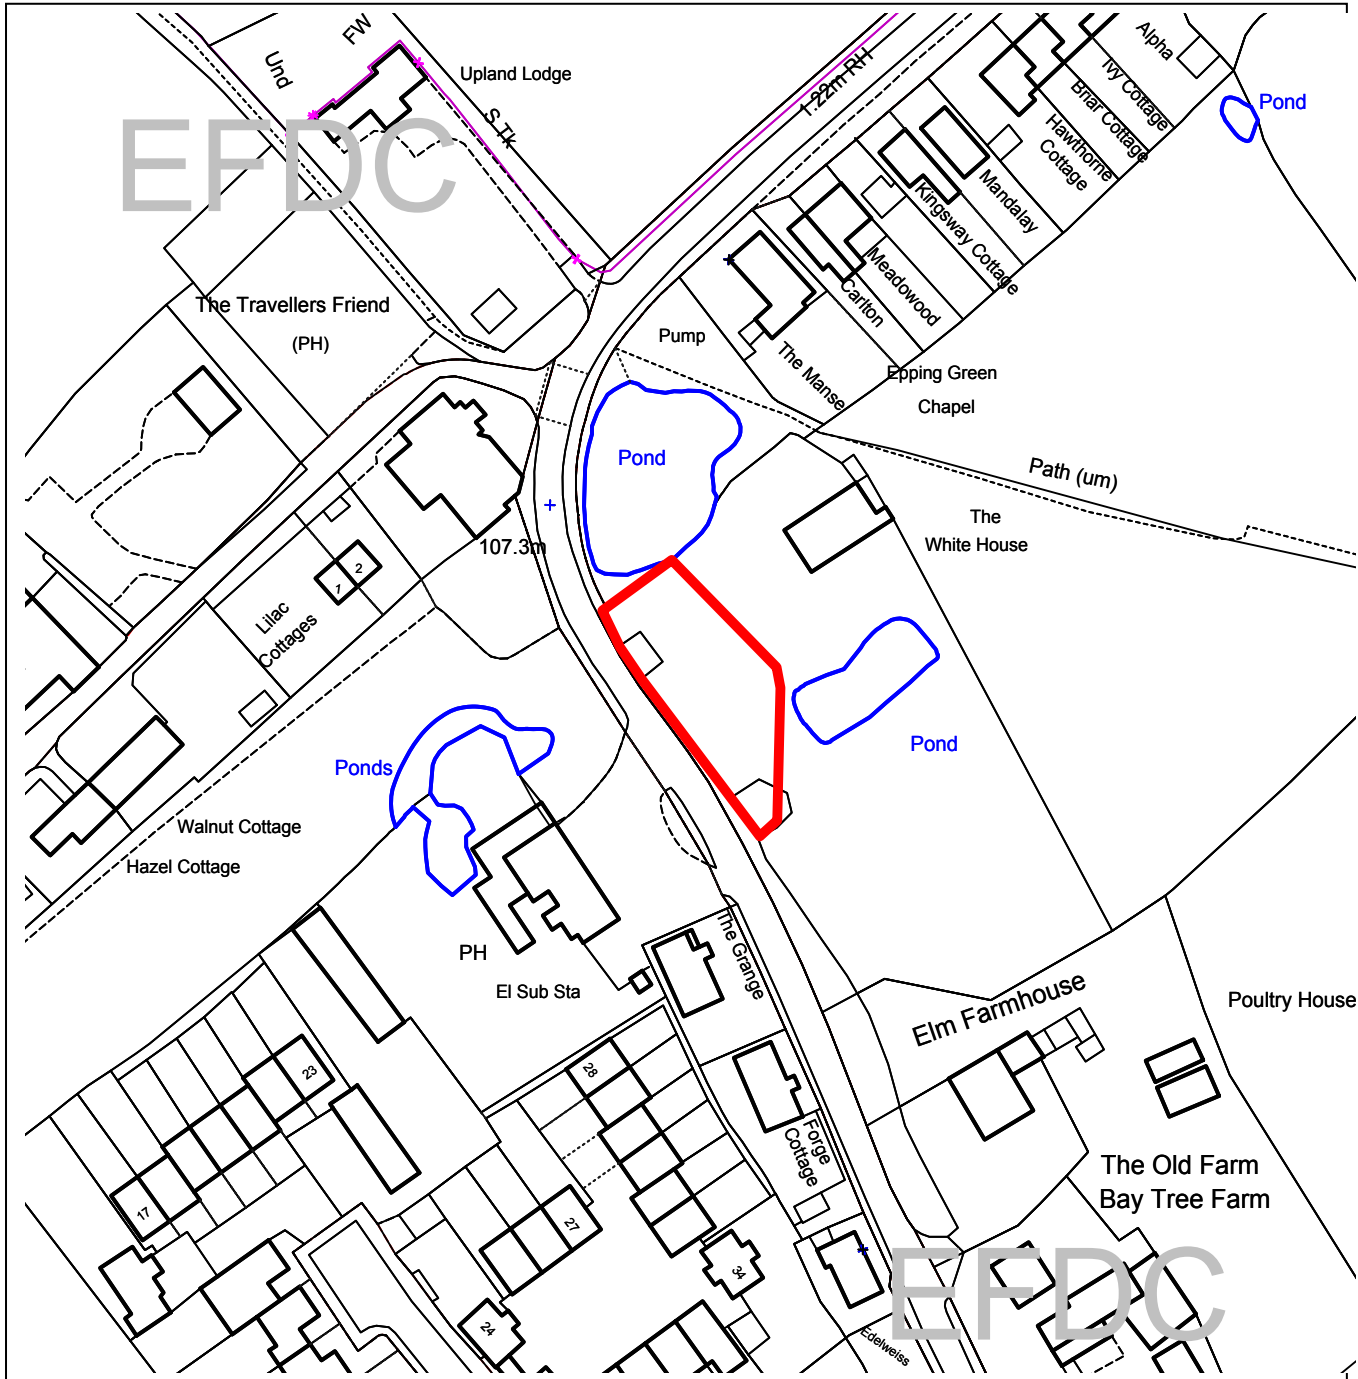 FW
Und
Upland Lodge
S Tk
1.22m RH
Alpha
Ivy Cottage
Briar Cottage
Hawthorne
Cottage
Mandalay
Kingsway Cottage
Meadowood
Carlton
The Manse
Pond
EFDC
The Travellers Friend
(PH)
Pump
Epping Green
Chapel
Pond
Path (um)
The
White House
107.3m
1
2
Lilac
Cottages
Pond
Ponds
Walnut Cottage
Hazel Cottage
PH
El Sub Sta
The Grange
Elm Farmhouse
Poultry House
23
28
Forge
Cottage
The Old Farm
Bay Tree Farm
17
27
34
24
Edelweiss
EFDC